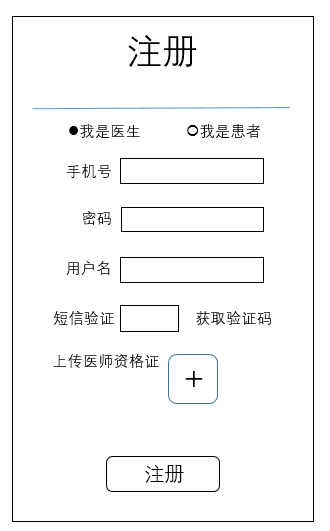 注册
我是医生 我是患者
手机号
密码
用户名
短信验证 获取验证码
上传医师资格证
+
注册